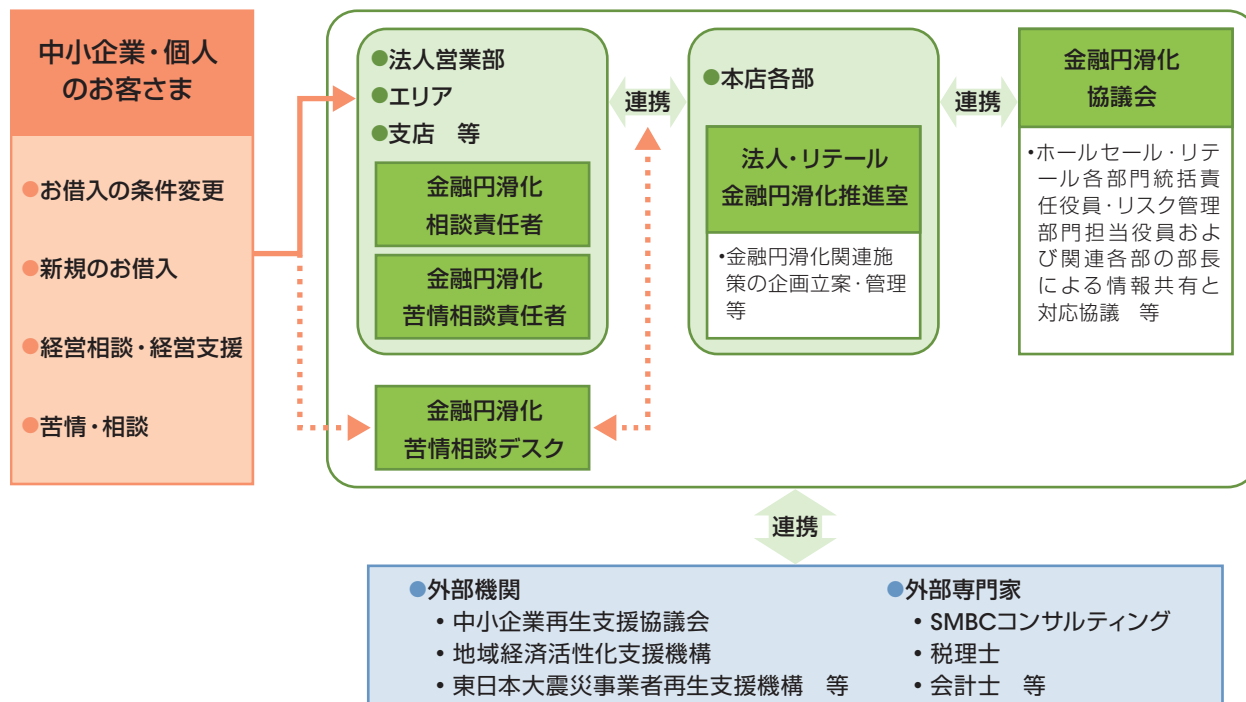 中小企業・個人
のお客さま
●お借入の条件変更
●新規のお借入
●経営相談・経営支援
●苦情・相談
●法人営業部
●エリア
●支店　等
金融円滑化
相談責任者
金融円滑化
苦情相談責任者
金融円滑化
苦情相談デスク
連携
●本店各部
法人・リテール
金融円滑化推進室
・金融円滑化関連施
策の企画立案・管理
等
連携
金融円滑化
協議会
・ホールセール・リテ
ール各部門統括責
任役員・リスク管理
部門担当役員およ
び関連各部の部長
による情報共有と
対応協議　等
連携
●外部機関
・中小企業再生支援協議会
・地域経済活性化支援機構
・東日本大震災事業者再生支援機構　等
●外部専門家
・SMBCコンサルティング
・税理士
・会計士　等